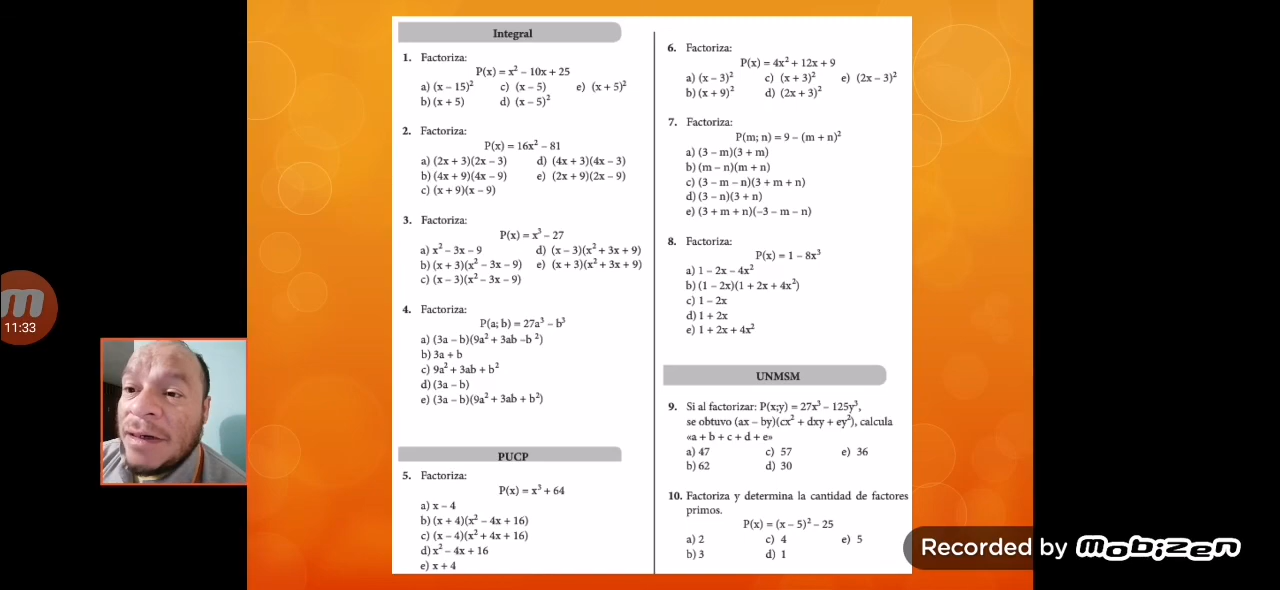 Integral
1. Factoriza:
P(x) = x² – 10x + 25
a) (x – 15)² c) (x – 5) e) (x + 5)²
b) (x + 5) d) (x – 5)²
2. Factoriza:
P(x) = 16x² – 81
a) (2x + 3)(2x – 3) d) (4x + 3)(4x – 3)
b) (4x + 9)(4x – 9) e) (2x + 9)(2x – 9)
c) (x + 9)(x – 9)
3. Factoriza:
P(x) = x³ – 27
a) x² – 3x – 9 d) (x – 3)(x² + 3x + 9)
b) (x + 3)(x² – 3x – 9) e) (x + 3)(x² + 3x + 9)
c) (x – 3)(x² – 3x – 9)
4. Factoriza:
P(a; b) = 27a³ – b³
a) (3a – b)(9a² + 3ab –b ²)
b) 3a + b
c) 9a² + 3ab + b²
d) (3a – b)
e) (3a – b)(9a² + 3ab + b²)
PUCP
5. Factoriza:
P(x) = x³ + 64
a) x – 4
b) (x + 4)(x² – 4x + 16)
c) (x – 4)(x² + 4x + 16)
d) x² – 4x + 16
e) x + 4
6. Factoriza:
P(x) = 4x² + 12x + 9
a) (x – 3)² c) (x + 3)² e) (2x – 3)²
b) (x + 9)² d) (2x + 3)²
7. Factoriza:
P(m; n) = 9 – (m + n)²
a) (3 – m)(3 + m)
b) (m – n)(m + n)
c) (3 – m – n)(3 + m + n)
d) (3 – n)(3 + n)
e) (3 + m + n)(–3 – m – n)
8. Factoriza:
P(x) = 1 – 8x³
a) 1 – 2x – 4x²
b) (1 – 2x)(1 + 2x + 4x²)
c) 1 – 2x
d) 1 + 2x
e) 1 + 2x + 4x²
UNMSM
9. Si al factorizar: P(x;y) = 27x³ – 125y³,
se obtuvo (ax – by)(cx² + dxy + ey²), calcula
«a + b + c + d + e»
a) 47 c) 57 e) 36
b) 62 d) 30
10. Factoriza y determina la cantidad de factores
primos.
P(x) = (x – 5)² – 25
a) 2 c) 4 e) 5
b) 3 d) 1
m
11:33
Recorded by mobizen